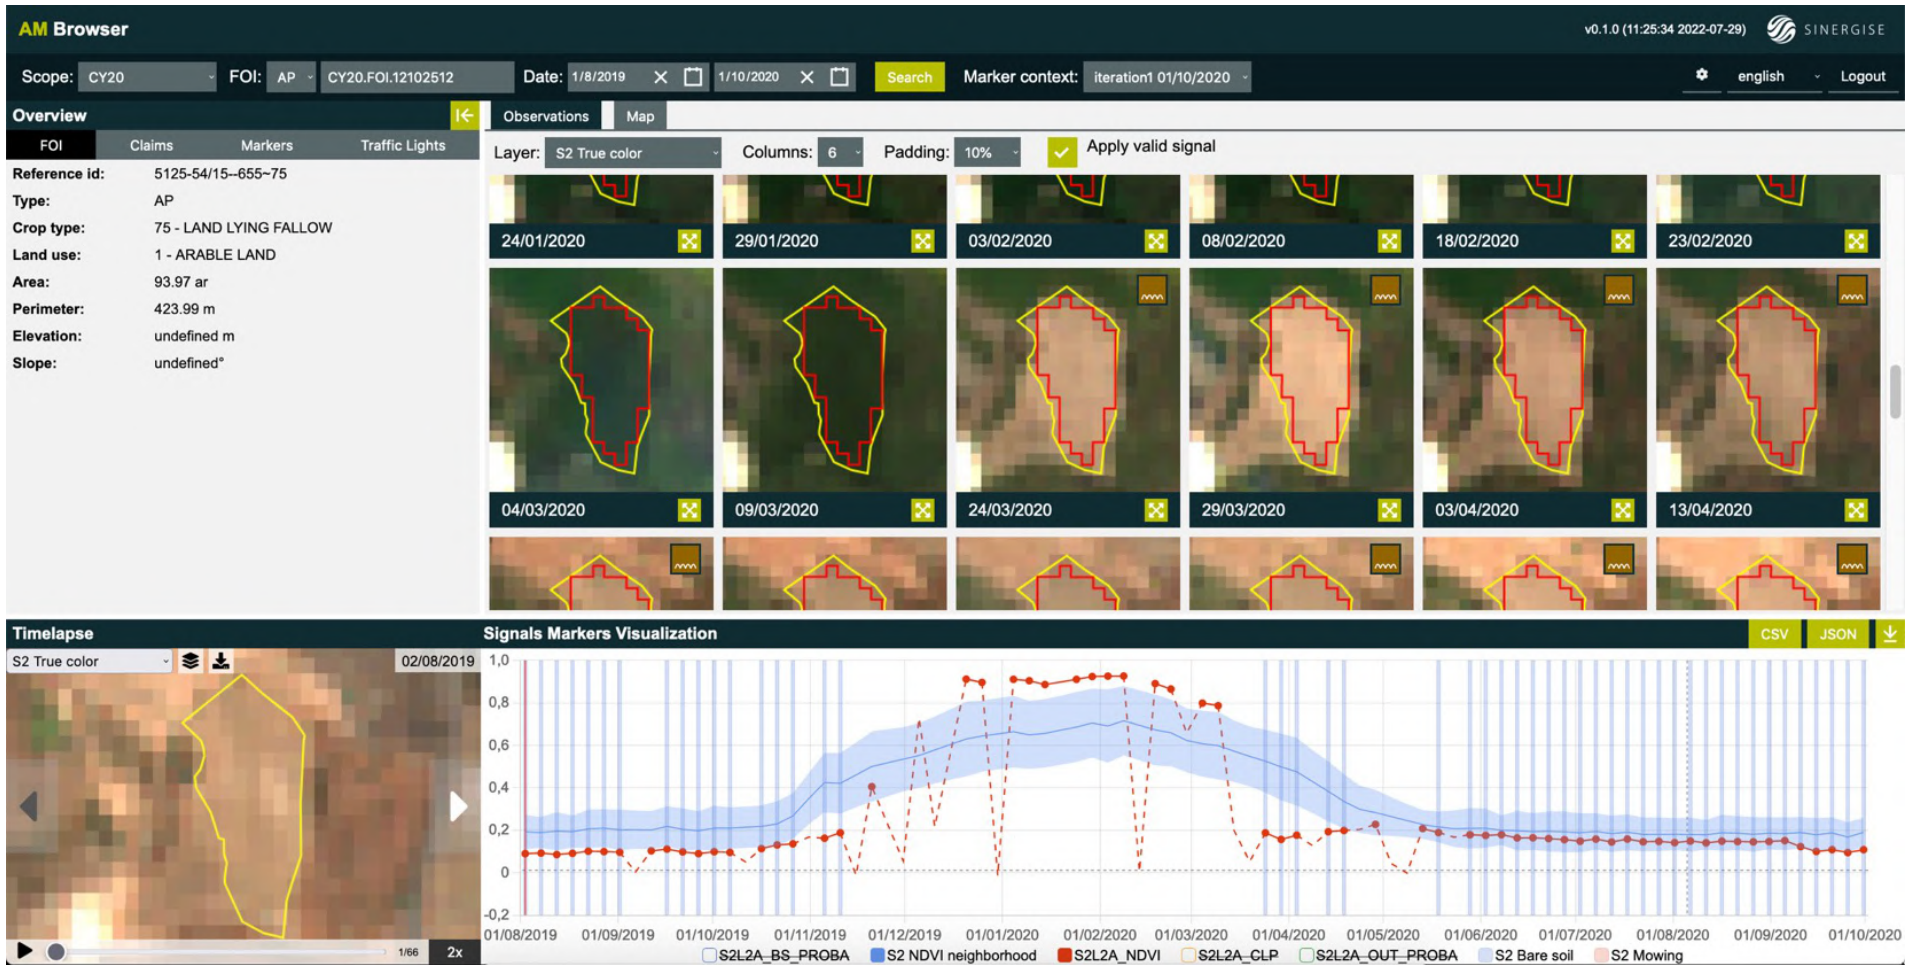 AM Browser
v0.1.0 (11:25:34 2022-07-29)
SINERGISE
Scope: CY20 FOI: AP CY20.FOI.12102512 Date: 1/8/2019 1/10/2020 Search Marker context: iteration1 01/10/2020 english Logout
Overview
Observations Map
FOI Claims Markers Traffic Lights
Layer: S2 True color Columns: 6 Padding: 10% Apply valid signal
Reference id: 5125-54/15--655~75
Type: AP
Crop type: 75 - LAND LYING FALLOW
Land use: 1 - ARABLE LAND
Area: 93.97 ar
Perimeter: 423.99 m
Elevation: undefined m
Slope: undefined°
24/01/2020 29/01/2020 03/02/2020 08/02/2020 18/02/2020 23/02/2020
04/03/2020 09/03/2020 24/03/2020 29/03/2020 03/04/2020 13/04/2020
Timelapse
S2 True color 02/08/2019
1/66 2x
Signals Markers Visualization
CSV JSON
1,0
0,8
0,6
0,4
0,2
0
-0,2
01/08/2019 01/09/2019 01/10/2019 01/11/2019 01/12/2019 01/01/2020 01/02/2020 01/03/2020 01/04/2020 01/05/2020 01/06/2020 01/07/2020 01/08/2020 01/09/2020 01/10/2020
S2L2A_BS_PROBA S2 NDVI neighborhood S2L2A_NDVI S2L2A_CLP S2L2A_OUT_PROBA S2 Bare soil S2 Mowing